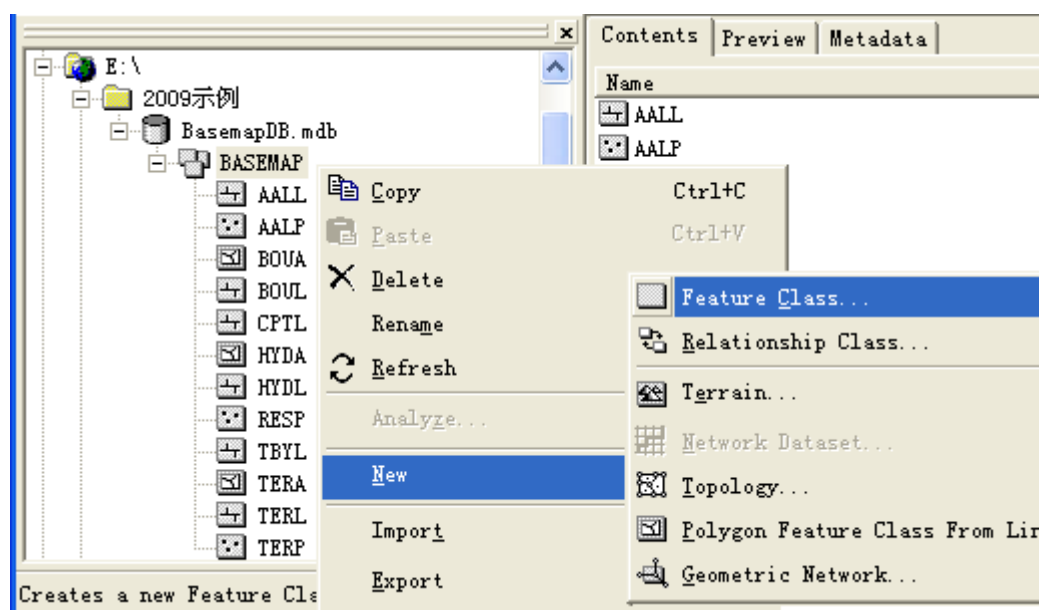 E:\
2009示例
BasemapDB.mdb
BASEMAP
AALL
AALP
BOUA
BOUL
CPTL
HYDA
HYDL
RESP
TBYL
TERA
TERL
TERP
Creates a new Feature Cla
Contents Preview Metadata
Name
AALL
AALP
Copy Ctrl+C
Paste Ctrl+V
Delete
Rename
Refresh
Analyze...
New
Import
Export
Feature Class...
Relationship Class...
Terrain...
Network Dataset...
Topology...
Polygon Feature Class From Lin
Geometric Network...